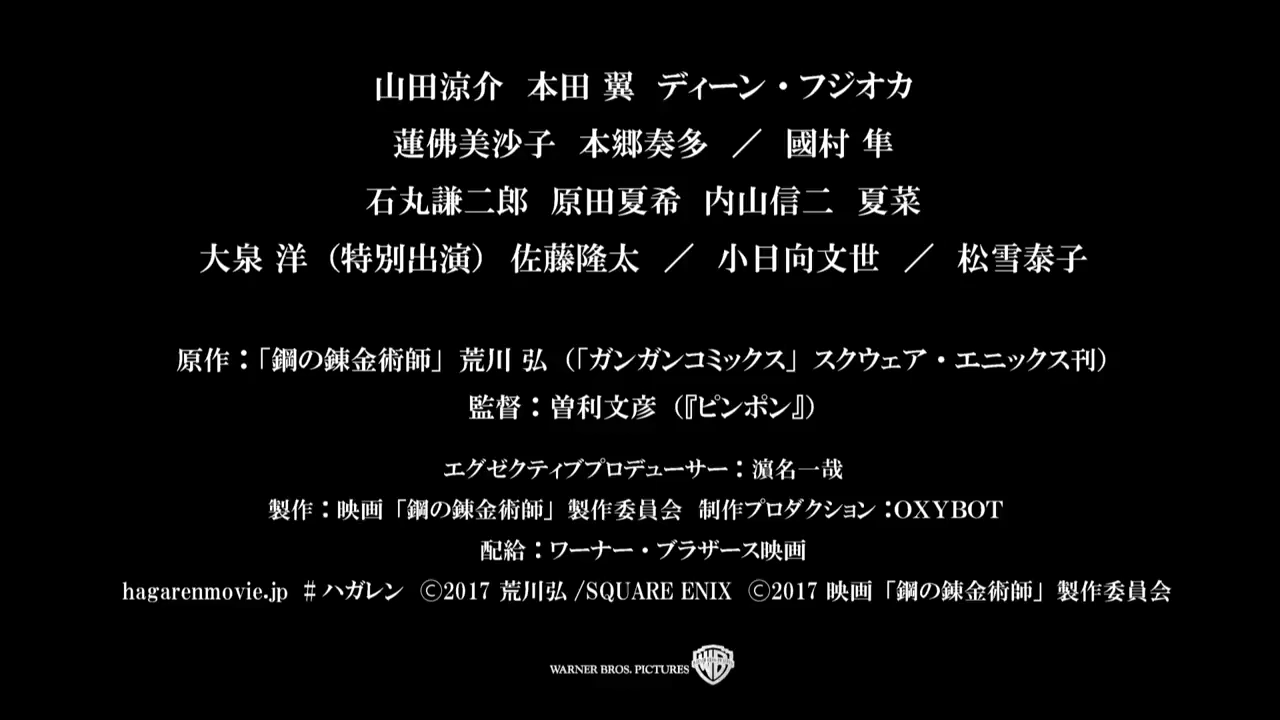 山田涼介 本田 翼 ディーン・フジオカ
蓮佛美沙子 本郷奏多 ／ 國村 隼
石丸謙二郎 原田夏希 内山信二 夏菜
大泉 洋（特別出演） 佐藤隆太 ／ 小日向文世 ／ 松雪泰子
原作：「鋼の錬金術師」荒川 弘（「ガンガンコミックス」スクウェア・エニックス刊）
監督：曽利文彦（『ピンポン』）
エグゼクティブプロデューサー：濵名一哉
製作：映画「鋼の錬金術師」製作委員会 制作プロダクション：OXYBOT
配給：ワーナー・ブラザース映画
hagarenmovie.jp #ハガレン ©2017 荒川弘/SQUARE ENIX ©2017 映画「鋼の錬金術師」製作委員会
WARNER BROS. PICTURES